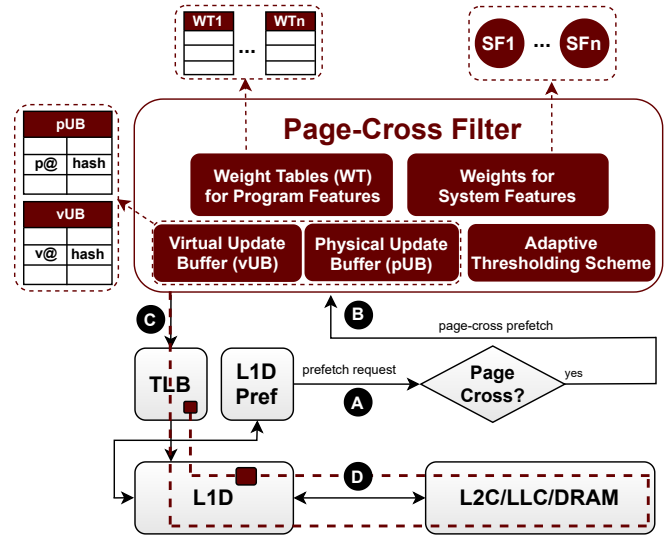 WT1
...
WTn
SF1
...
SFn
pUB
p@ hash
vUB
v@ hash
Page-Cross Filter
Weight Tables (WT)
for Program Features
Weights for
System Features
Virtual Update
Buffer (vUB)
Physical Update
Buffer (pUB)
Adaptive
Thresholding Scheme
C
B
page-cross prefetch
TLB
L1D
Pref
prefetch request
A
Page
Cross?
yes
L1D
D
L2C/LLC/DRAM